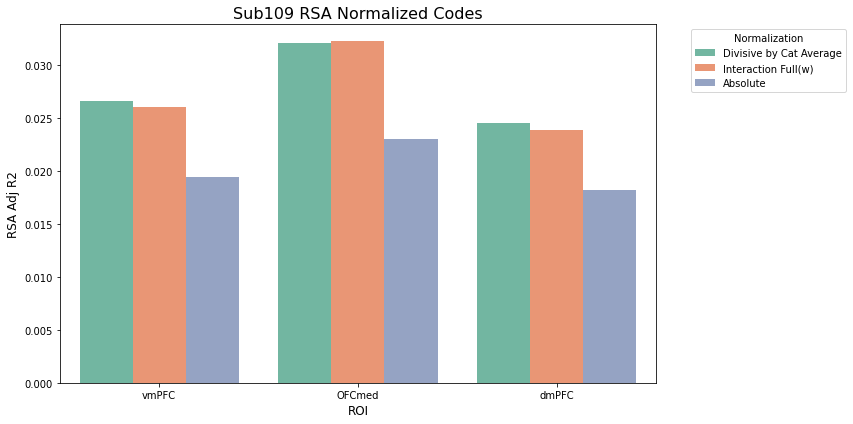 Sub109 RSA Normalized Codes
Normalization
Divisive by Cat Average
Interaction Full(w)
Absolute
RSA Adj R2
0.030
0.025
0.020
0.015
0.010
0.005
0.000
vmPFC
OFCmed
dmPFC
ROI